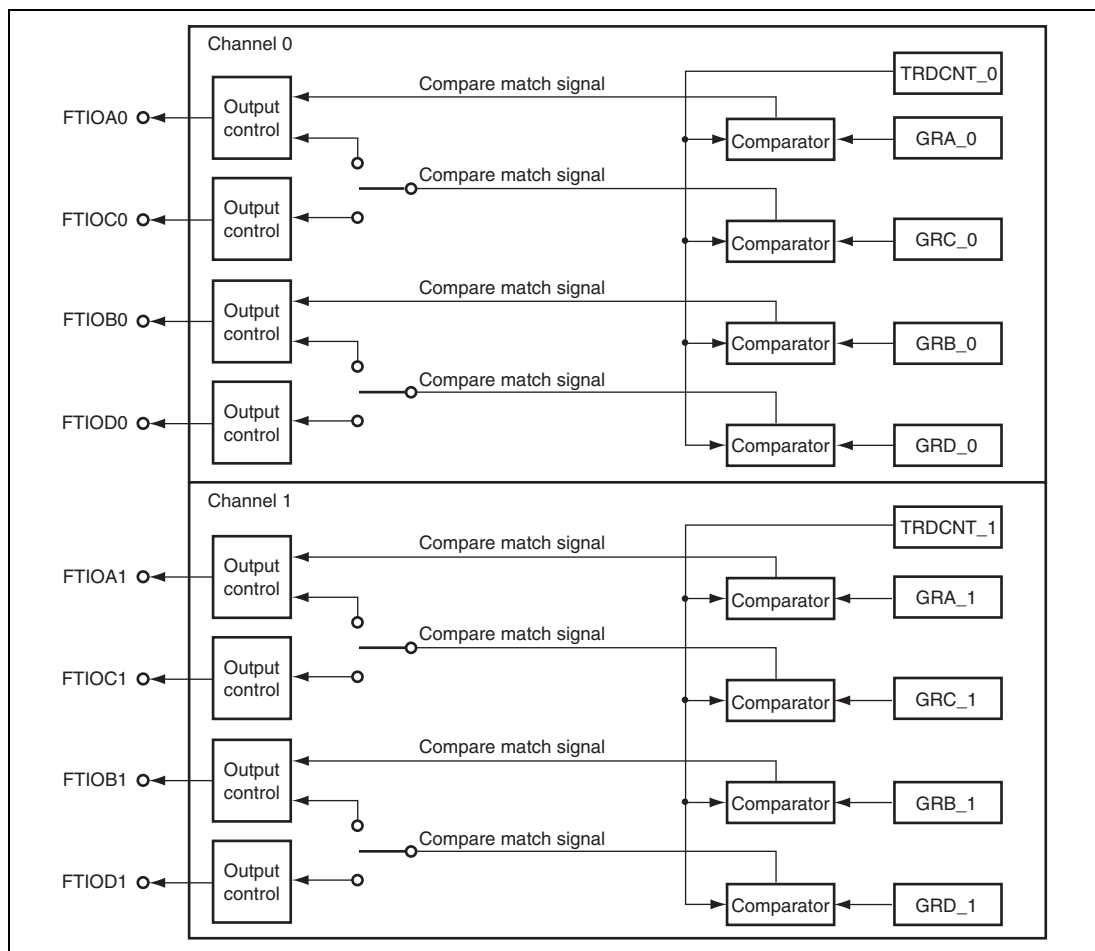 Channel 0
TRDCNT_0
Compare match signal
FTIOA0
Output
control
Comparator
GRA_0
Compare match signal
FTIOC0
Output
control
Comparator
GRC_0
Compare match signal
FTIOB0
Output
control
Comparator
GRB_0
Compare match signal
FTIOD0
Output
control
Comparator
GRD_0
Channel 1
TRDCNT_1
Compare match signal
FTIOA1
Output
control
Comparator
GRA_1
Compare match signal
FTIOC1
Output
control
Comparator
GRC_1
Compare match signal
FTIOB1
Output
control
Comparator
GRB_1
Compare match signal
FTIOD1
Output
control
Comparator
GRD_1